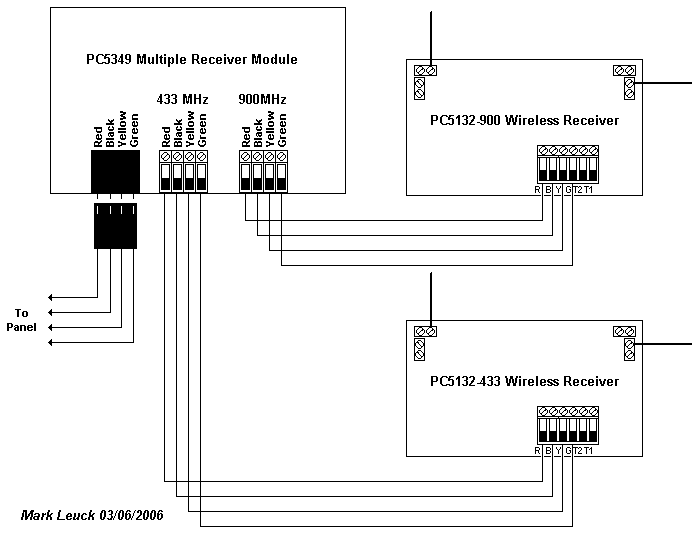 PC5349 Multiple Receiver Module
433 MHz
900MHz
Red
Black
Yellow
Green
Red
Black
Yellow
Green
Red
Black
Yellow
Green
PC5132-900 Wireless Receiver
R B Y G T2 T1
To
Panel
PC5132-433 Wireless Receiver
R B Y G T2 T1
Mark Leuck 03/06/2006